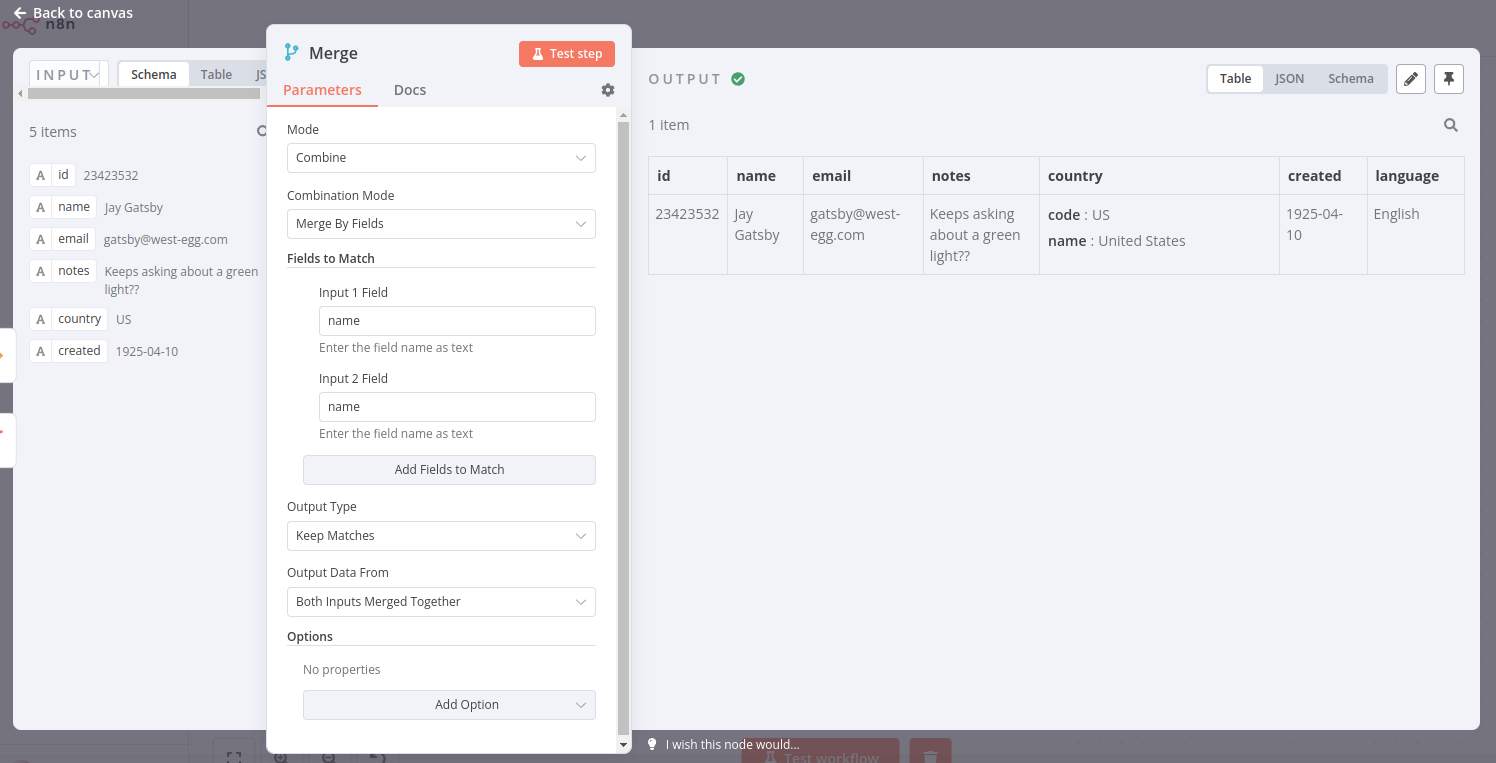 Back to canvas
n8n
INPUT
Schema
Table
JS
5 items
A id 23423532
A name Jay Gatsby
A email gatsby@west-egg.com
A notes Keeps asking about a green
light??
A country US
A created 1925-04-10
Merge
Test step
Parameters
Docs
Mode
Combine
Combination Mode
Merge By Fields
Fields to Match
Input 1 Field
name
Enter the field name as text
Input 2 Field
name
Enter the field name as text
Add Fields to Match
Output Type
Keep Matches
Output Data From
Both Inputs Merged Together
Options
No properties
Add Option
OUTPUT
Table
JSON
Schema
1 item
id name email notes country created language
23423532 Jay gatsby@west- Keeps asking code : US 1925-04- English
Gatsby egg.com about a green name : United States 10
light??
I wish this node would...
Test workflow